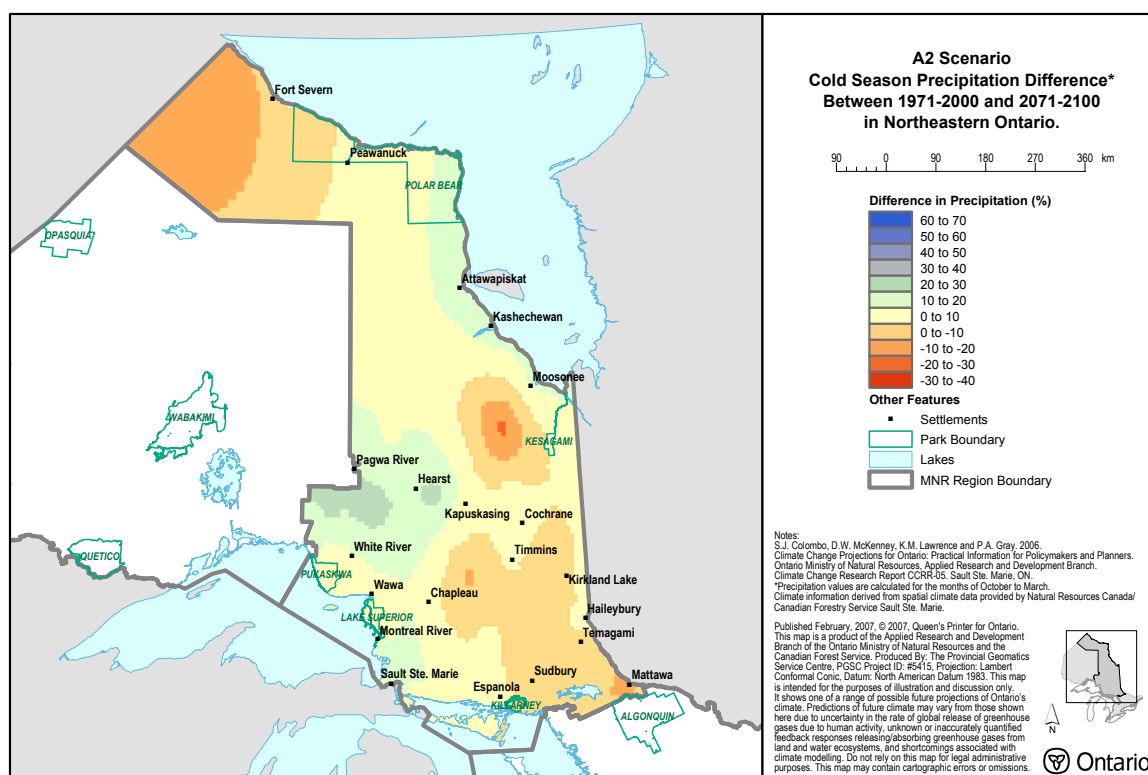 A2 Scenario
Cold Season Precipitation Difference*
Between 1971-2000 and 2071-2100
in Northeastern Ontario.
90 0 90 180 270 360 km
Difference in Precipitation (%)
60 to 70
50 to 60
40 to 50
30 to 40
20 to 30
10 to 20
0 to 10
0 to -10
-10 to -20
-20 to -30
-30 to -40
Other Features
Settlements
Park Boundary
Lakes
MNR Region Boundary
Notes:
S.J. Colombo, D.W. McKenney, K.M. Lawrence and P.A. Gray. 2006.
Climate Change Projections for Ontario: Practical Information for Policymakers and Planners.
Ontario Ministry of Natural Resources, Applied Research and Development Branch.
Climate Change Research Report CCRR-05. Sault Ste. Marie, ON.
*Precipitation values are calculated for the months of October to March.
Climate information derived from spatial climate data provided by Natural Resources Canada/
Canadian Forestry Service Sault Ste. Marie.
Published February, 2007, © 2007, Queen's Printer for Ontario.
This map is a product of the Applied Research and Development
Branch of the Ontario Ministry of Natural Resources and the
Canadian Forest Service. Produced By: The Provincial Geomatics
Service Centre, PGSC Project ID: #5415, Projection: Lambert
Conformal Conic, Datum: North American Datum 1983. This map
is intended for the purposes of illustration and discussion only.
It shows one of a range of possible future projections of Ontario's
climate. Predictions of future climate may vary from those shown
here due to uncertainty in the rate of global release of greenhouse
gases due to human activity, unknown or inaccurately quantified
feedback responses releasing/absorbing greenhouse gases from
land and water ecosystems, and shortcomings associated with
climate modelling. Do not rely on this map for legal administrative
purposes. This map may contain cartographic errors or omissions.
N
Ontario
Fort Severn
Peawanuck
POLAR BEAR
OPASQUIA
Attawapiskat
Kashechewan
Moosonee
WABAKIMI
KESAGAMI
Pagwa River
Hearst
Kapuskasing
Cochrane
QUETICO
White River
Timmins
PUKASKWA
Kirkland Lake
Wawa
Chapleau
Haileybury
LAKE SUPERIOR
Montreal River
Temagami
Sault Ste. Marie
Sudbury
Mattawa
Espanola
KILLARNEY
ALGONQUIN